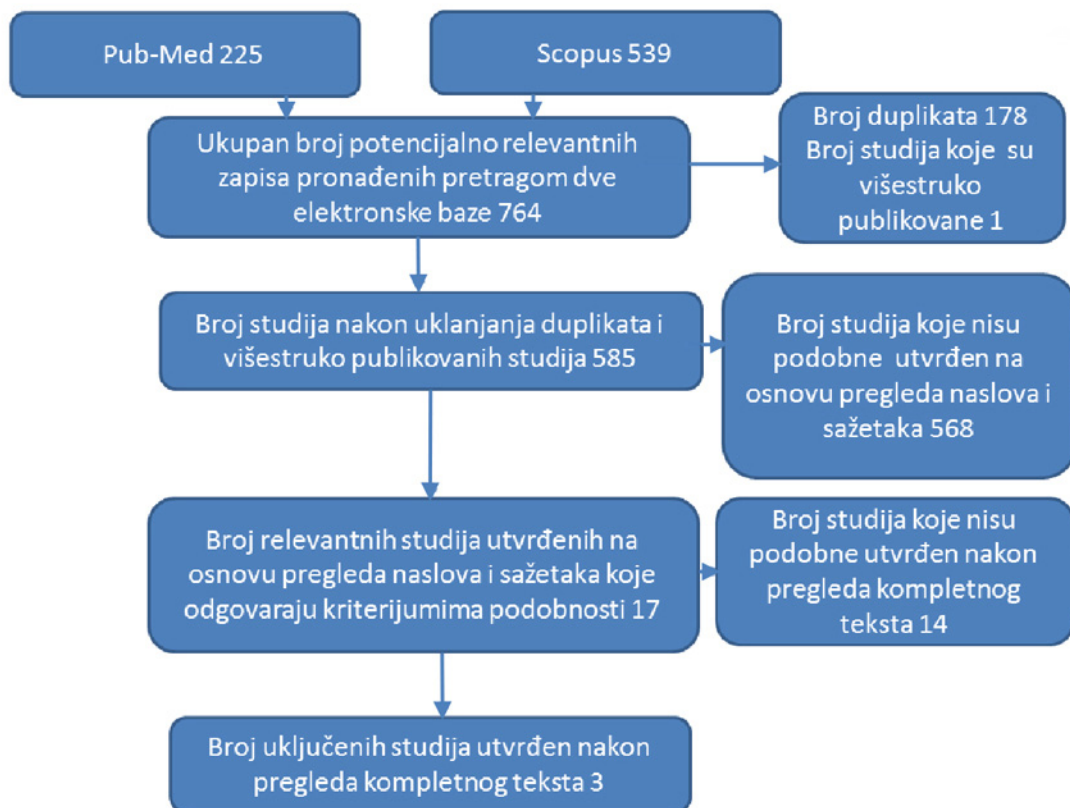 Pub-Med 225
Scopus 539
Ukupan broj potencijalno relevantnih
zapisa pronađenih pretragom dve
elektronske baze 764
Broj duplikata 178
Broj studija koje su
višestruko
publikovane 1
Broj studija nakon uklanjanja duplikata i
višestruko publikovanih studija 585
Broj studija koje nisu
podobne utvrđen na
osnovu pregleda naslova i
sažetaka 568
Broj relevantnih studija utvrđenih na
osnovu pregleda naslova i sažetaka koje
odgovaraju kriterijumima podobnosti 17
Broj studija koje nisu
podobne utvrđen nakon
pregleda kompletnog
teksta 14
Broj uključenih studija utvrđen nakon
pregleda kompletnog teksta 3